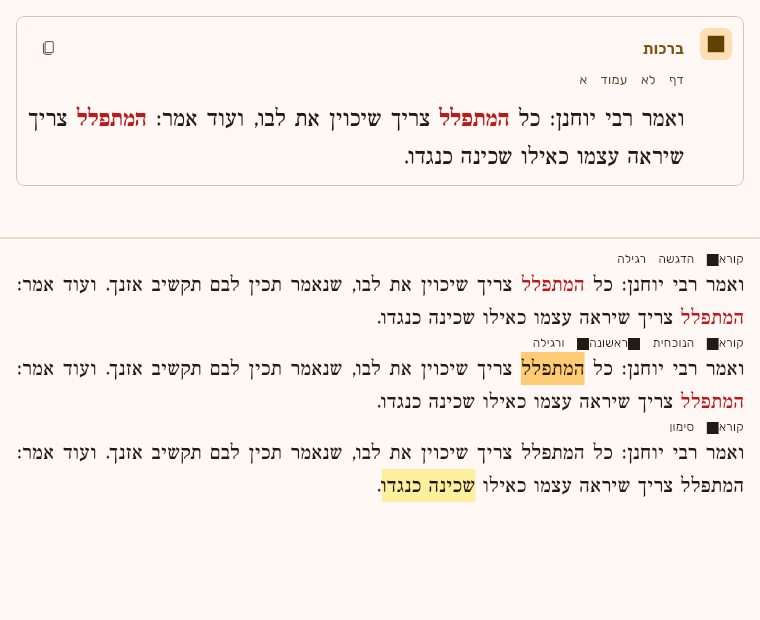 ברכות
דף לא עמוד א
ואמר רבי יוחנן: כל המתפלל צריך שיכוין את לבו, ועוד אמר: המתפלל צריך
שיראה עצמו כאילו שכינה כנגדו.
קורא■ הדגשה רגילה
ואמר רבי יוחנן: כל המתפלל צריך שיכוין את לבו, שנאמר תכין לבם תקשיב אזנך. ועוד אמר:
המתפלל צריך שיראה עצמו כאילו שכינה כנגדו.
קורא■ הנוכחית ■ראשונה■ ורגילה
ואמר רבי יוחנן: כל המתפלל צריך שיכוין את לבו, שנאמר תכין לבם תקשיב אזנך. ועוד אמר:
המתפלל צריך שיראה עצמו כאילו שכינה כנגדו.
קורא■ סימון
ואמר רבי יוחנן: כל המתפלל צריך שיכוין את לבו, שנאמר תכין לבם תקשיב אזנך. ועוד אמר:
המתפלל צריך שיראה עצמו כאילו שכינה כנגדו.